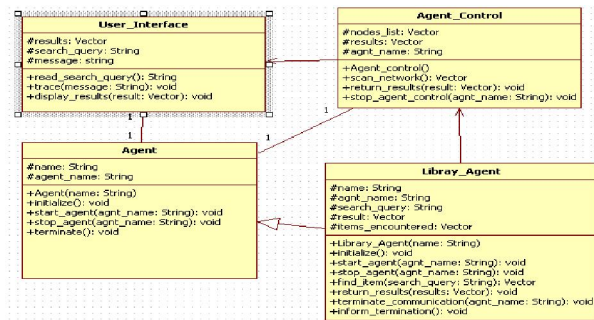 User_Interface
#results: Vector
#search_query: String
#message: string
+read_search_query(): String
+trace(message: String): void
+display_results(result: Vector): void
Agent_Control
#nodes_list: Vector
#results: Vector
#agnt_name: String
+Agent_control()
+scan_network(): Vector
+return_results(result: Vector): void
+stop_agent_control(agnt_name: String): void
1
1
1
1
Agent
#name: String
#agent_name: String
+Agent(name: String)
+initialize(): void
+start_agent(agnt_name: String): void
+stop_agent(agnt_name: String): void
+terminate(): void
Libray_Agent
#name: String
#agnt_name: String
#search_query: String
#result: Vector
#items_encountered: Vector
+Library_Agent(name: String)
+initialize(): void
+start_agent(agnt_name: String): void
+stop_agent(agnt_name: String): void
+find_item(search_query: String): Vector
+return_results(results: Vector): void
+terminate_communication(agnt_name: String): void
+inform_termination(): void